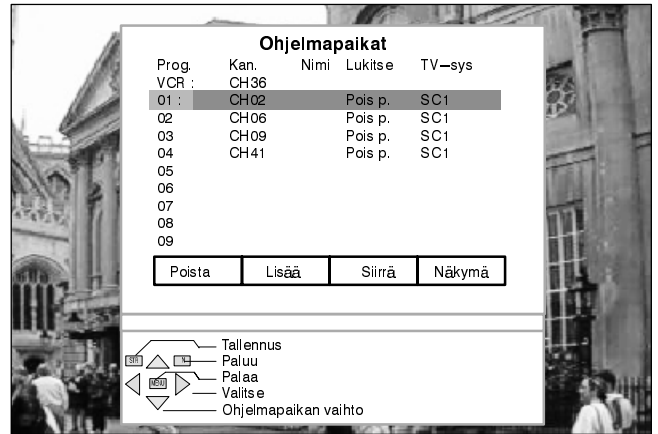 Ohjelmapaikat
Prog. Kan. Nimi Lukitse TV–sys
VCR : CH36
01 : CH02 Pois p. SC1
02 CH06 Pois p. SC1
03 CH09 Pois p. SC1
04 CH41 Pois p. SC1
05
06
07
08
09
Poista Lisää Siirrä Näkymä
Tallennus
STR N Paluu
Palaa
MENU Valitse
Ohjelmapaikan vaihto